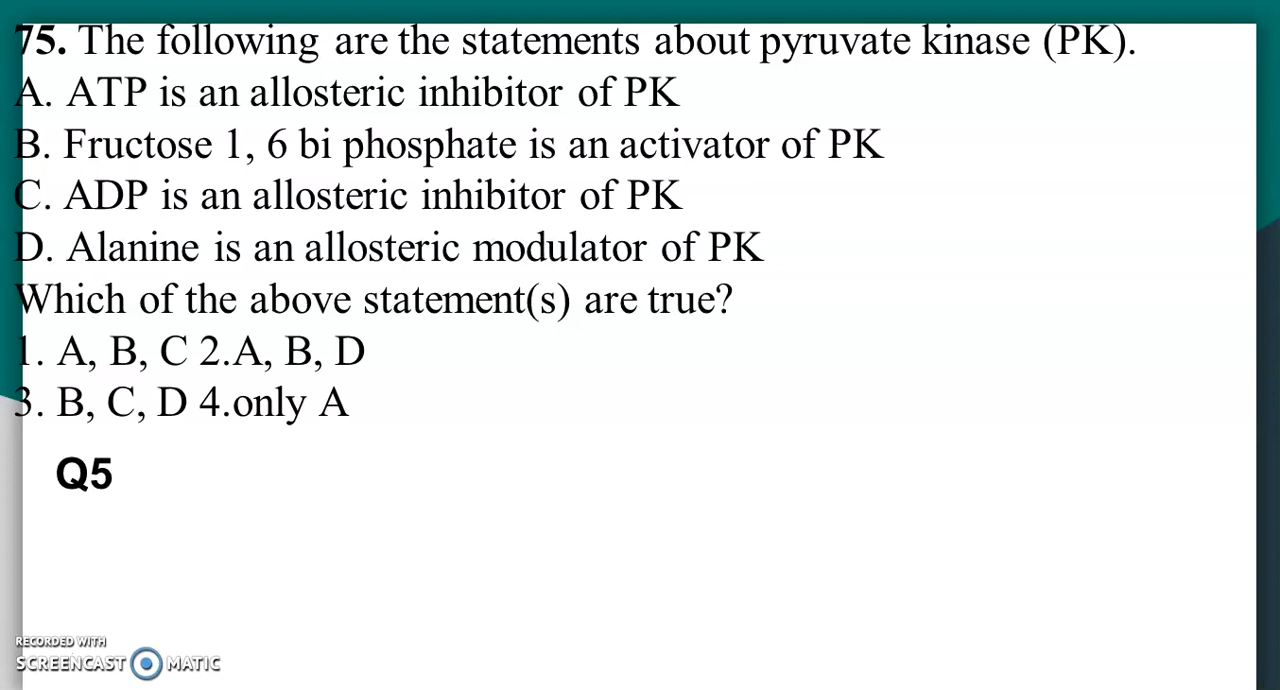 75. The following are the statements about pyruvate kinase (PK).
A. ATP is an allosteric inhibitor of PK
B. Fructose 1, 6 bi phosphate is an activator of PK
C. ADP is an allosteric inhibitor of PK
D. Alanine is an allosteric modulator of PK
Which of the above statement(s) are true?
1. A, B, C 2.A, B, D
3. B, C, D 4.only A
Q5
RECORDED WITH
SCREENCAST MATIC